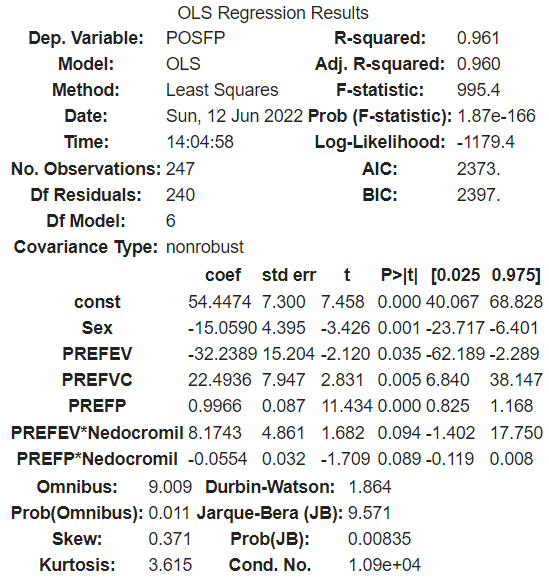 OLS Regression Results
Dep. Variable: POSFP R-squared: 0.961
Model: OLS Adj. R-squared: 0.960
Method: Least Squares F-statistic: 995.4
Date: Sun, 12 Jun 2022 Prob (F-statistic): 1.87e-166
Time: 14:04:58 Log-Likelihood: -1179.4
No. Observations: 247 AIC: 2373.
Df Residuals: 240 BIC: 2397.
Df Model: 6
Covariance Type: nonrobust
coef std err t P>|t| [0.025 0.975]
const 54.4474 7.300 7.458 0.000 40.067 68.828
Sex -15.0590 4.395 -3.426 0.001 -23.717 -6.401
PREFEV -32.2389 15.204 -2.120 0.035 -62.189 -2.289
PREFVC 22.4936 7.947 2.831 0.005 6.840 38.147
PREFP 0.9966 0.087 11.434 0.000 0.825 1.168
PREFEV*Nedocromil 8.1743 4.861 1.682 0.094 -1.402 17.750
PREFP*Nedocromil -0.0554 0.032 -1.709 0.089 -0.119 0.008
Omnibus: 9.009 Durbin-Watson: 1.864
Prob(Omnibus): 0.011 Jarque-Bera (JB): 9.571
Skew: 0.371 Prob(JB): 0.00835
Kurtosis: 3.615 Cond. No. 1.09e+04